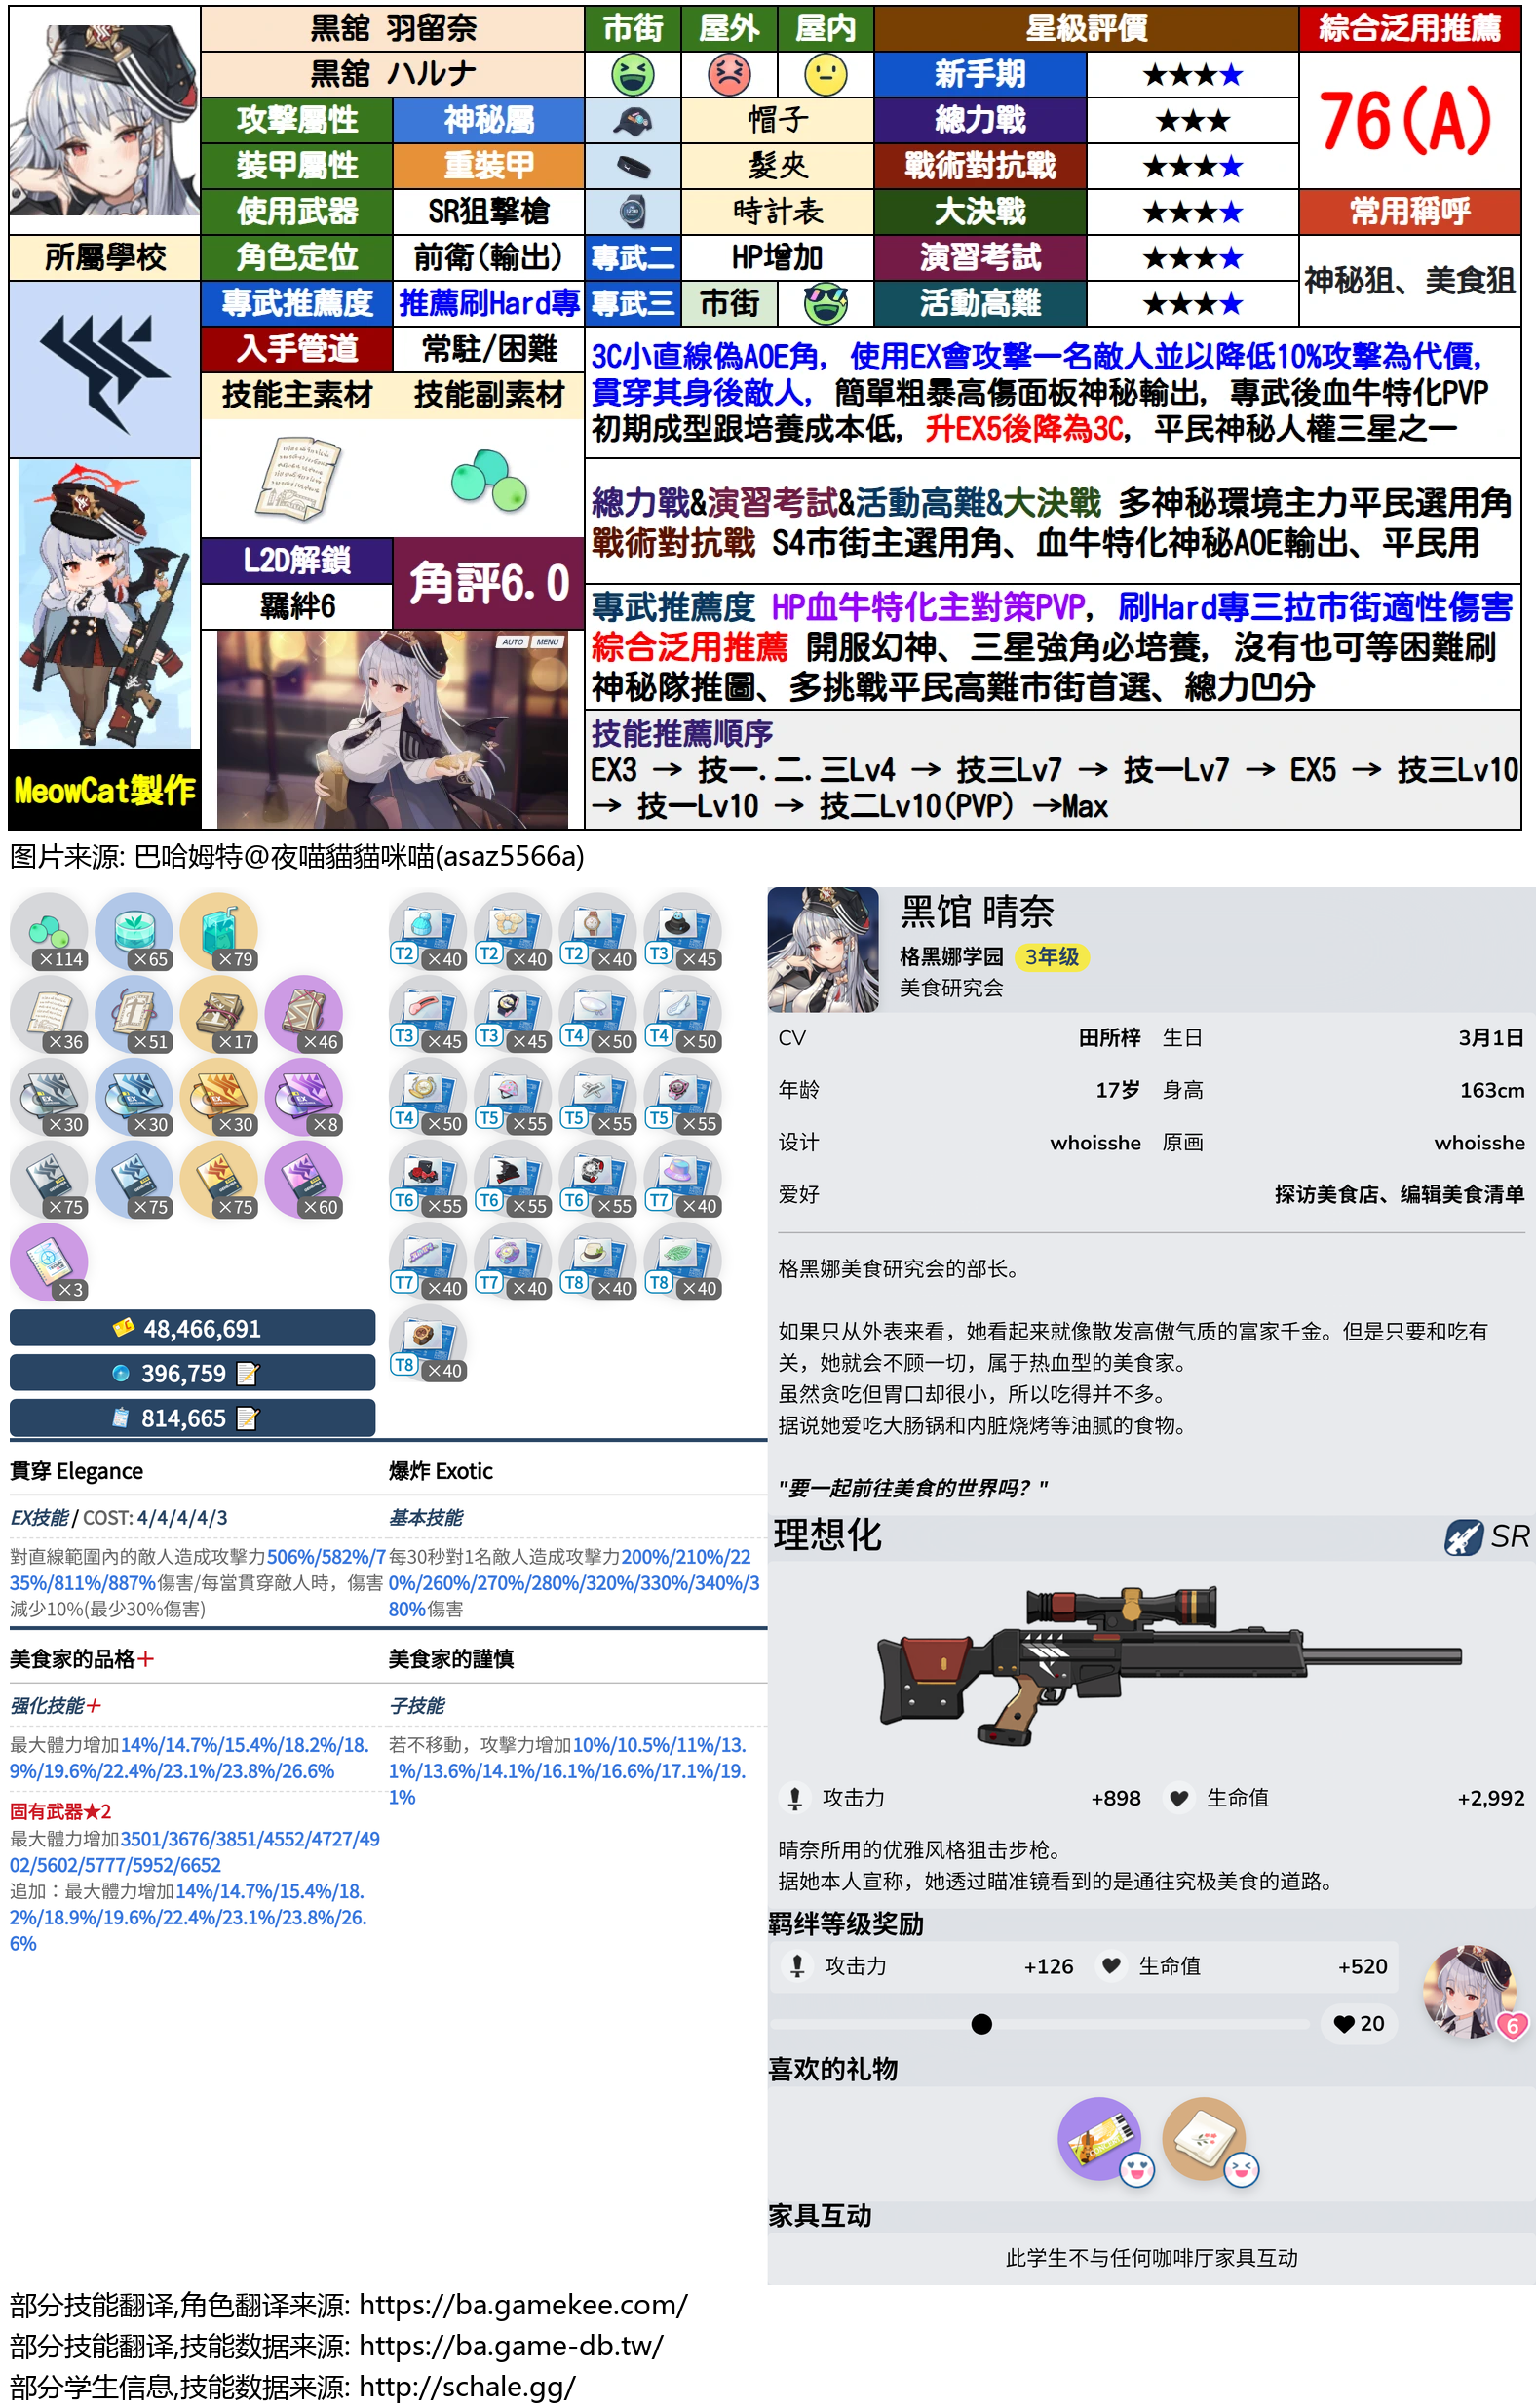 黒舘 羽留奈
市街
屋外
屋内
星級評價
綜合泛用推薦
黒舘 ハルナ
新手期
★★★★
76(A)
攻擊屬性
神秘屬
帽子
總力戰
★★★
裝甲屬性
重裝甲
髮夾
戰術對抗戰
★★★★
使用武器
SR狙擊槍
時計表
大決戰
★★★★
常用稱呼
所屬學校
角色定位
前衛(輸出)
專武二
HP增加
演習考試
★★★★
神秘狙、美食狙
專武推薦度
推薦刷Hard專
專武三
市街
活動高難
★★★★
入手管道
常駐/困難
技能主素材
技能副素材
3C小直線偽AOE角, 使用EX會攻擊一名敵人並以降低10%攻擊為代價,
貫穿其身後敵人, 簡單粗暴高傷面板神秘輸出, 專武後血牛特化PVP
初期成型跟培養成本低, 升EX5後降為3C, 平民神秘人權三星之一
總力戰&演習考試&活動高難&大決戰 多神秘環境主力平民選用角
戰術對抗戰 S4市街主選用角、血牛特化神秘AOE輸出、平民用
L2D解鎖
角評6.0
羈絆6
專武推薦度 HP血牛特化主對策PVP, 刷Hard專三拉市街適性傷害
綜合泛用推薦 開服幻神、三星強角必培養, 沒有也可等困難刷
神秘隊推圖、多挑戰平民高難市街首選、總力凹分
AUTO
MENU
技能推薦順序
EX3 → 技一.二.三Lv4 → 技三Lv7 → 技一Lv7 → EX5 → 技三Lv10
→ 技一Lv10 → 技二Lv10(PVP) →Max
MeowCat製作
图片来源: 巴哈姆特@夜喵貓貓咪喵(asaz5566a)
×114
×65
×79
×36
×51
×17
×46
×30
×30
×30
×8
×75
×75
×75
×60
×3
48,466,691
396,759
814,665
T2 ×40
T2 ×40
T2 ×40
T3 ×45
T3 ×45
T3 ×45
T4 ×50
T4 ×50
T4 ×50
T5 ×55
T5 ×55
T5 ×55
T6 ×55
T6 ×55
T6 ×55
T7 ×40
T7 ×40
T7 ×40
T8 ×40
T8 ×40
T8 ×40
貫穿 Elegance
EX技能 / COST: 4/4/4/4/3
對直線範圍內的敵人造成攻擊力506%/582%/7
35%/811%/887%傷害/每當貫穿敵人時，傷害
減少10%(最少30%傷害)
爆炸 Exotic
基本技能
每30秒對1名敵人造成攻擊力200%/210%/22
0%/260%/270%/280%/320%/330%/340%/3
80%傷害
美食家的品格+
强化技能+
最大體力增加14%/14.7%/15.4%/18.2%/18.
9%/19.6%/22.4%/23.1%/23.8%/26.6%
固有武器★2
最大體力增加3501/3676/3851/4552/4727/49
02/5602/5777/5952/6652
追加：最大體力增加14%/14.7%/15.4%/18.
2%/18.9%/19.6%/22.4%/23.1%/23.8%/26.
6%
美食家的謹慎
子技能
若不移動，攻擊力增加10%/10.5%/11%/13.
1%/13.6%/14.1%/16.1%/16.6%/17.1%/19.
1%
黑馆 晴奈
格黑娜学园 3年级
美食研究会
CV 田所梓 生日 3月1日
年龄 17岁 身高 163cm
设计 whoisshe 原画 whoisshe
爱好 探访美食店、编辑美食清单
格黑娜美食研究会的部长。
如果只从外表来看，她看起来就像散发高傲气质的富家千金。但是只要和吃有
关，她就会不顾一切，属于热血型的美食家。
虽然贪吃但胃口却很小，所以吃得并不多。
据说她爱吃大肠锅和内脏烧烤等油腻的食物。
"要一起前往美食的世界吗？"
理想化
SR
攻击力 +898 生命值 +2,992
晴奈所用的优雅风格狙击步枪。
据她本人宣称，她透过瞄准镜看到的是通往究极美食的道路。
羁绊等级奖励
攻击力 +126 生命值 +520
20
6
喜欢的礼物
家具互动
此学生不与任何咖啡厅家具互动
部分技能翻译,角色翻译来源: https://ba.gamekee.com/
部分技能翻译,技能数据来源: https://ba.game-db.tw/
部分学生信息,技能数据来源: http://schale.gg/